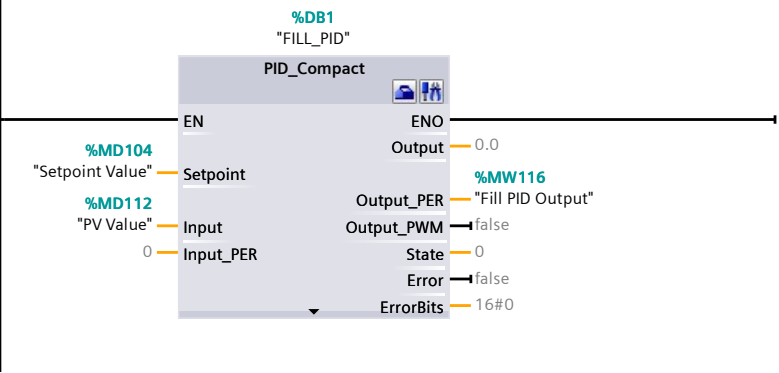 %DB1
"FILL_PID"
PID_Compact
EN
ENO
Output
0.0
%MD104
"Setpoint Value"
Setpoint
%MW116
Output_PER
"Fill PID Output"
%MD112
"PV Value"
Input
Output_PWM
false
0
Input_PER
State
0
Error
false
ErrorBits
16#0